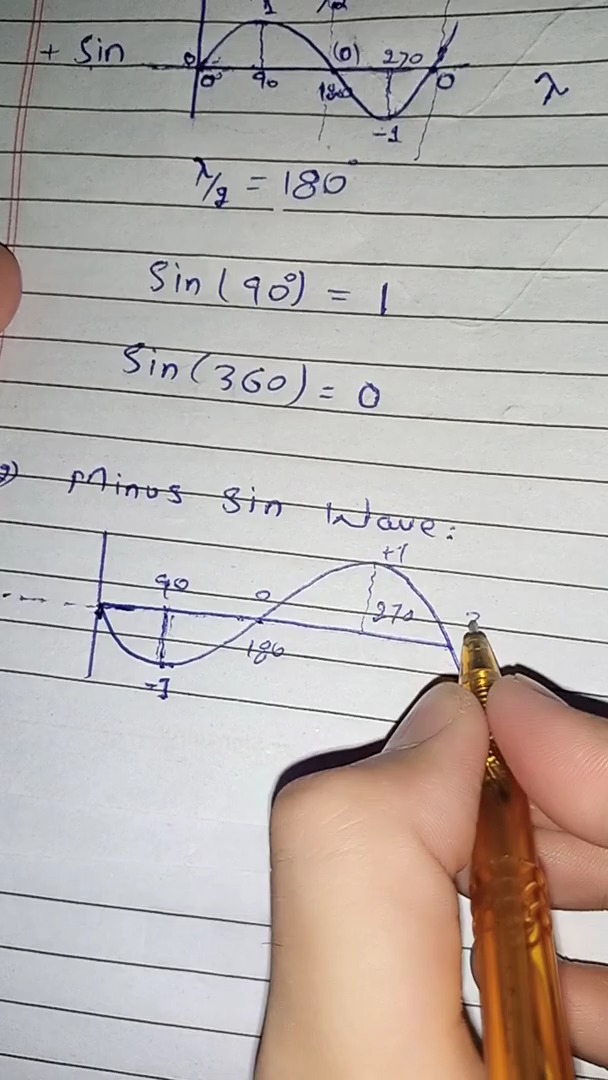 1
+ Sin 0 (0) 270
0° 90 180 0 λ
-1
λ/2 = 180°
Sin (90°) = 1
Sin (360) = 0
2) Minus Sin Wave:
+1
90 0 270
180
-1